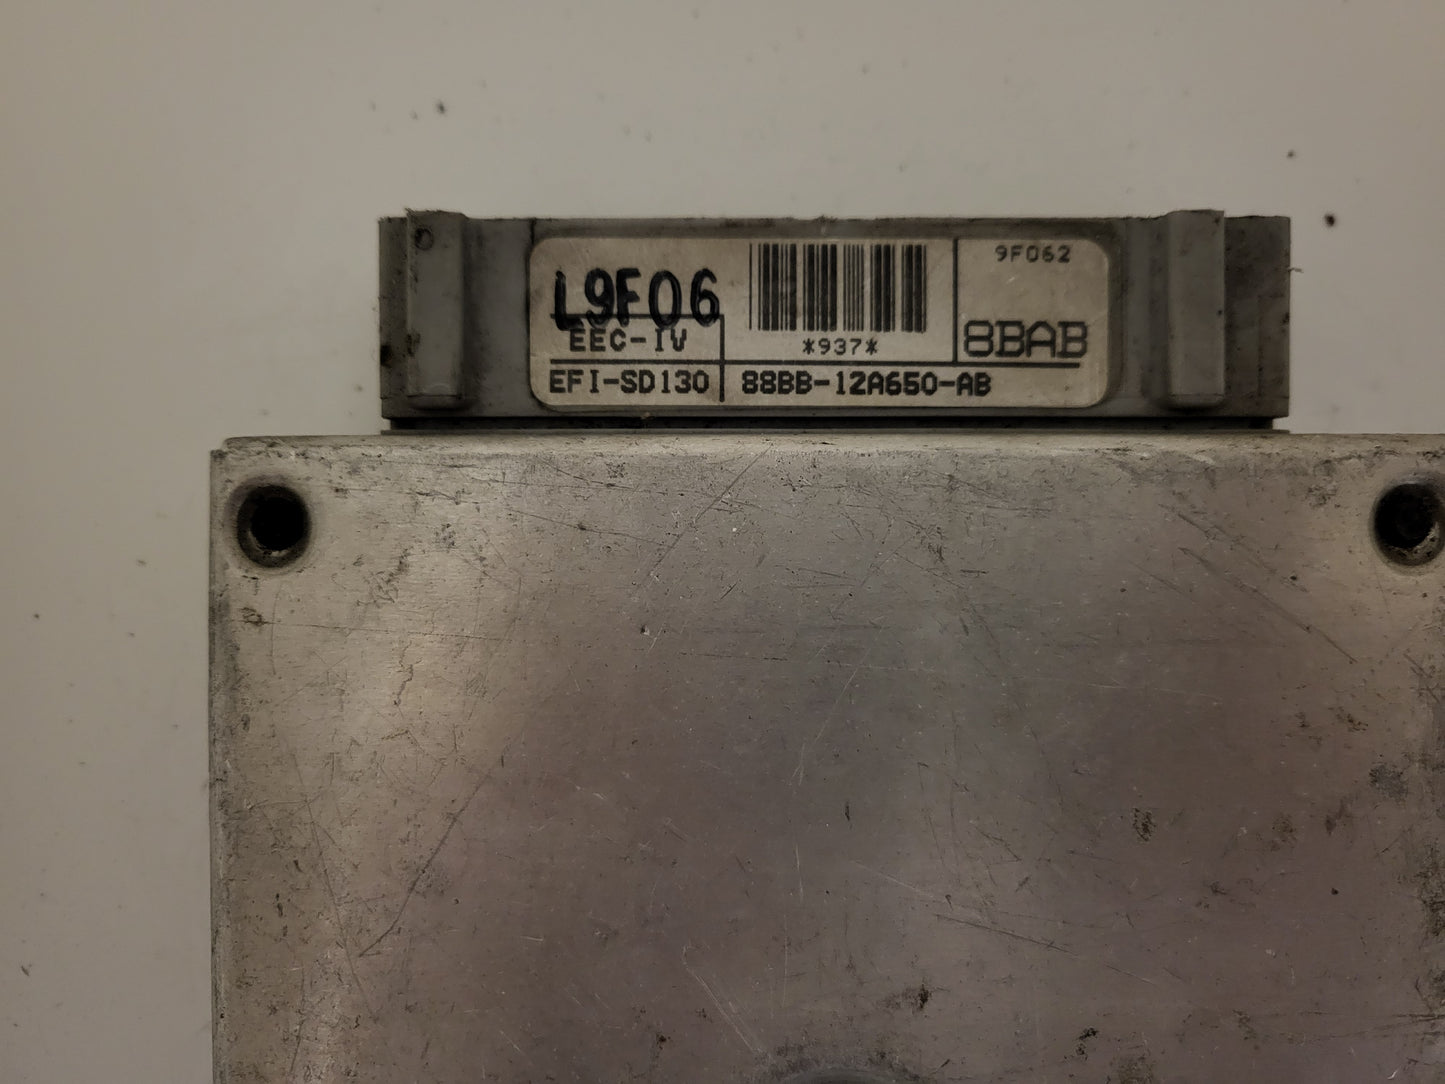 L9F06
EEC-IV
EFI-SD130
*937*
88BB-12A650-AB
9F062
8BAB